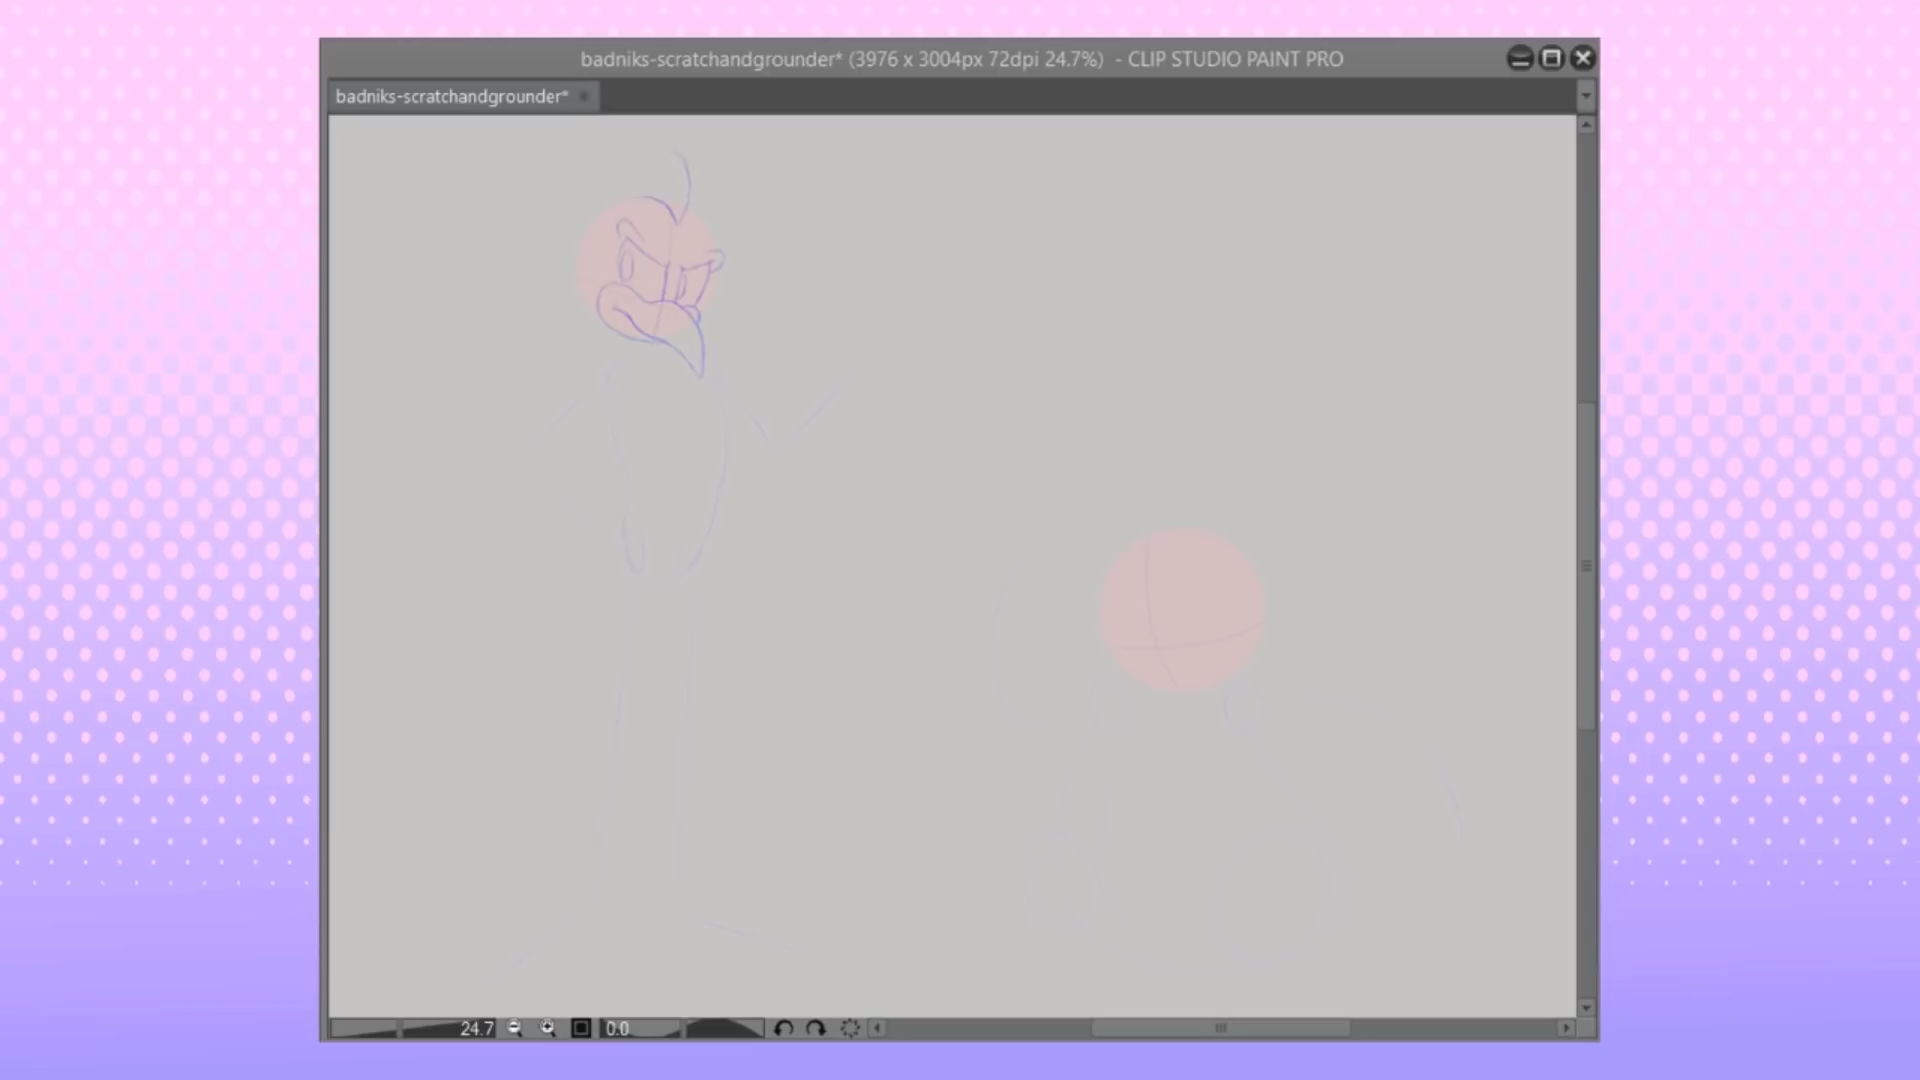 badniks-scratchandgrounder* (3976 x 3004px 72dpi 24.7%) - CLIP STUDIO PAINT PRO
badniks-scratchandgrounder*
24.7
0.0